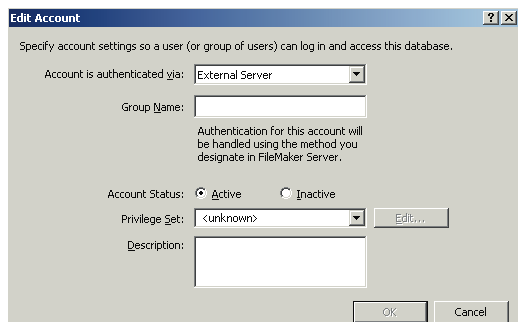 Edit Account
Specify account settings so a user (or group of users) can log in and access this database.
Account is authenticated via: External Server
Group Name:
Authentication for this account will
be handled using the method you
designate in FileMaker Server.
Account Status: Active Inactive
Privilege Set: <unknown> Edit...
Description:
OK Cancel